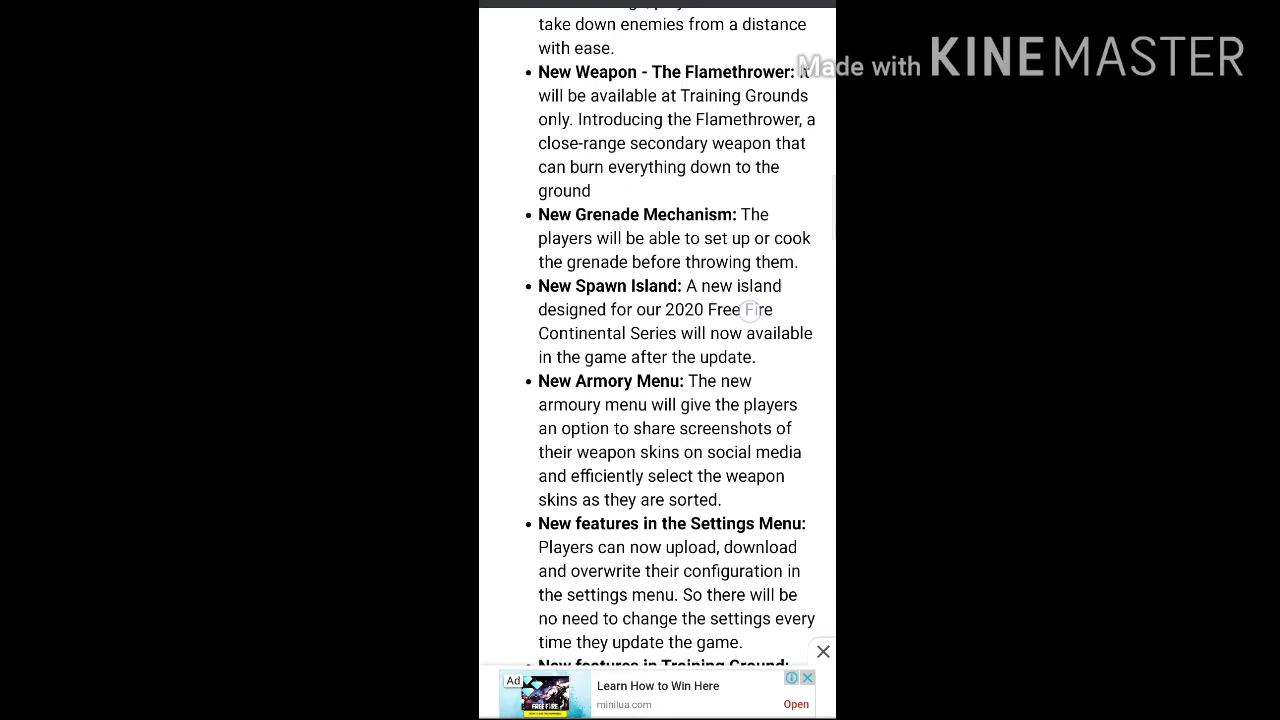 take down enemies from a distance
with ease.
Made with KINEMASTER
• New Weapon - The Flamethrower: It
will be available at Training Grounds
only. Introducing the Flamethrower, a
close-range secondary weapon that
can burn everything down to the
ground
• New Grenade Mechanism: The
players will be able to set up or cook
the grenade before throwing them.
• New Spawn Island: A new island
designed for our 2020 Free Fire
Continental Series will now available
in the game after the update.
• New Armory Menu: The new
armoury menu will give the players
an option to share screenshots of
their weapon skins on social media
and efficiently select the weapon
skins as they are sorted.
• New features in the Settings Menu:
Players can now upload, download
and overwrite their configuration in
the settings menu. So there will be
no need to change the settings every
time they update the game.
• New features in Training Ground:
Ad
FREE FIRE
Learn How to Win Here
minilua.com
Open